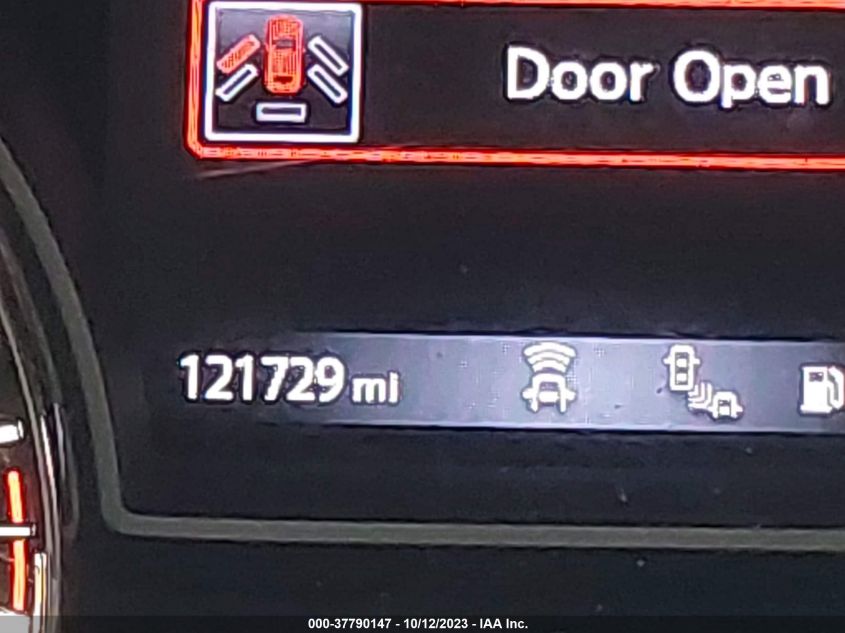 Door Open
121729 mi
000-37790147 - 10/12/2023 - IAA Inc.